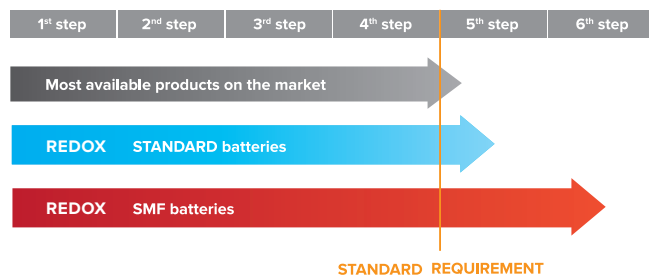 1st step 2nd step 3rd step 4th step 5th step 6th step
Most available products on the market
REDOX STANDARD batteries
REDOX SMF batteries
STANDARD REQUIREMENT